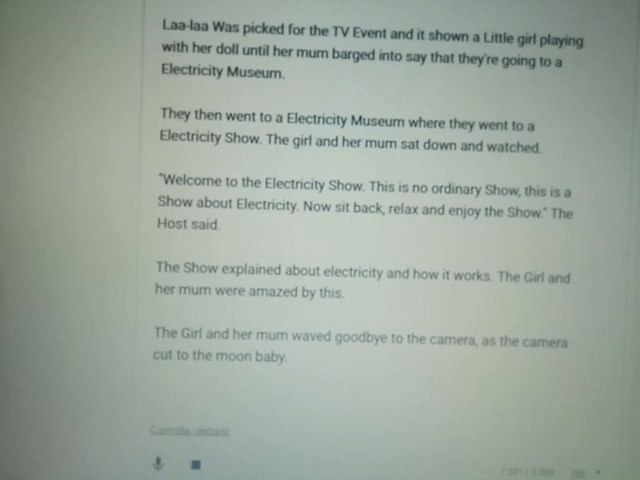 Laa-laa Was picked for the TV Event and it shown a Little girl playing
with her doll until her mum barged into say that they're going to a
Electricity Museum.
They then went to a Electricity Museum where they went to a
Electricity Show. The girl and her mum sat down and watched.
"Welcome to the Electricity Show. This is no ordinary Show, this is a
Show about Electricity. Now sit back, relax and enjoy the Show." The
Host said.
The Show explained about electricity and how it works. The Girl and
her mum were amazed by this.
The Girl and her mum waved goodbye to the camera, as the camera
cut to the moon baby.